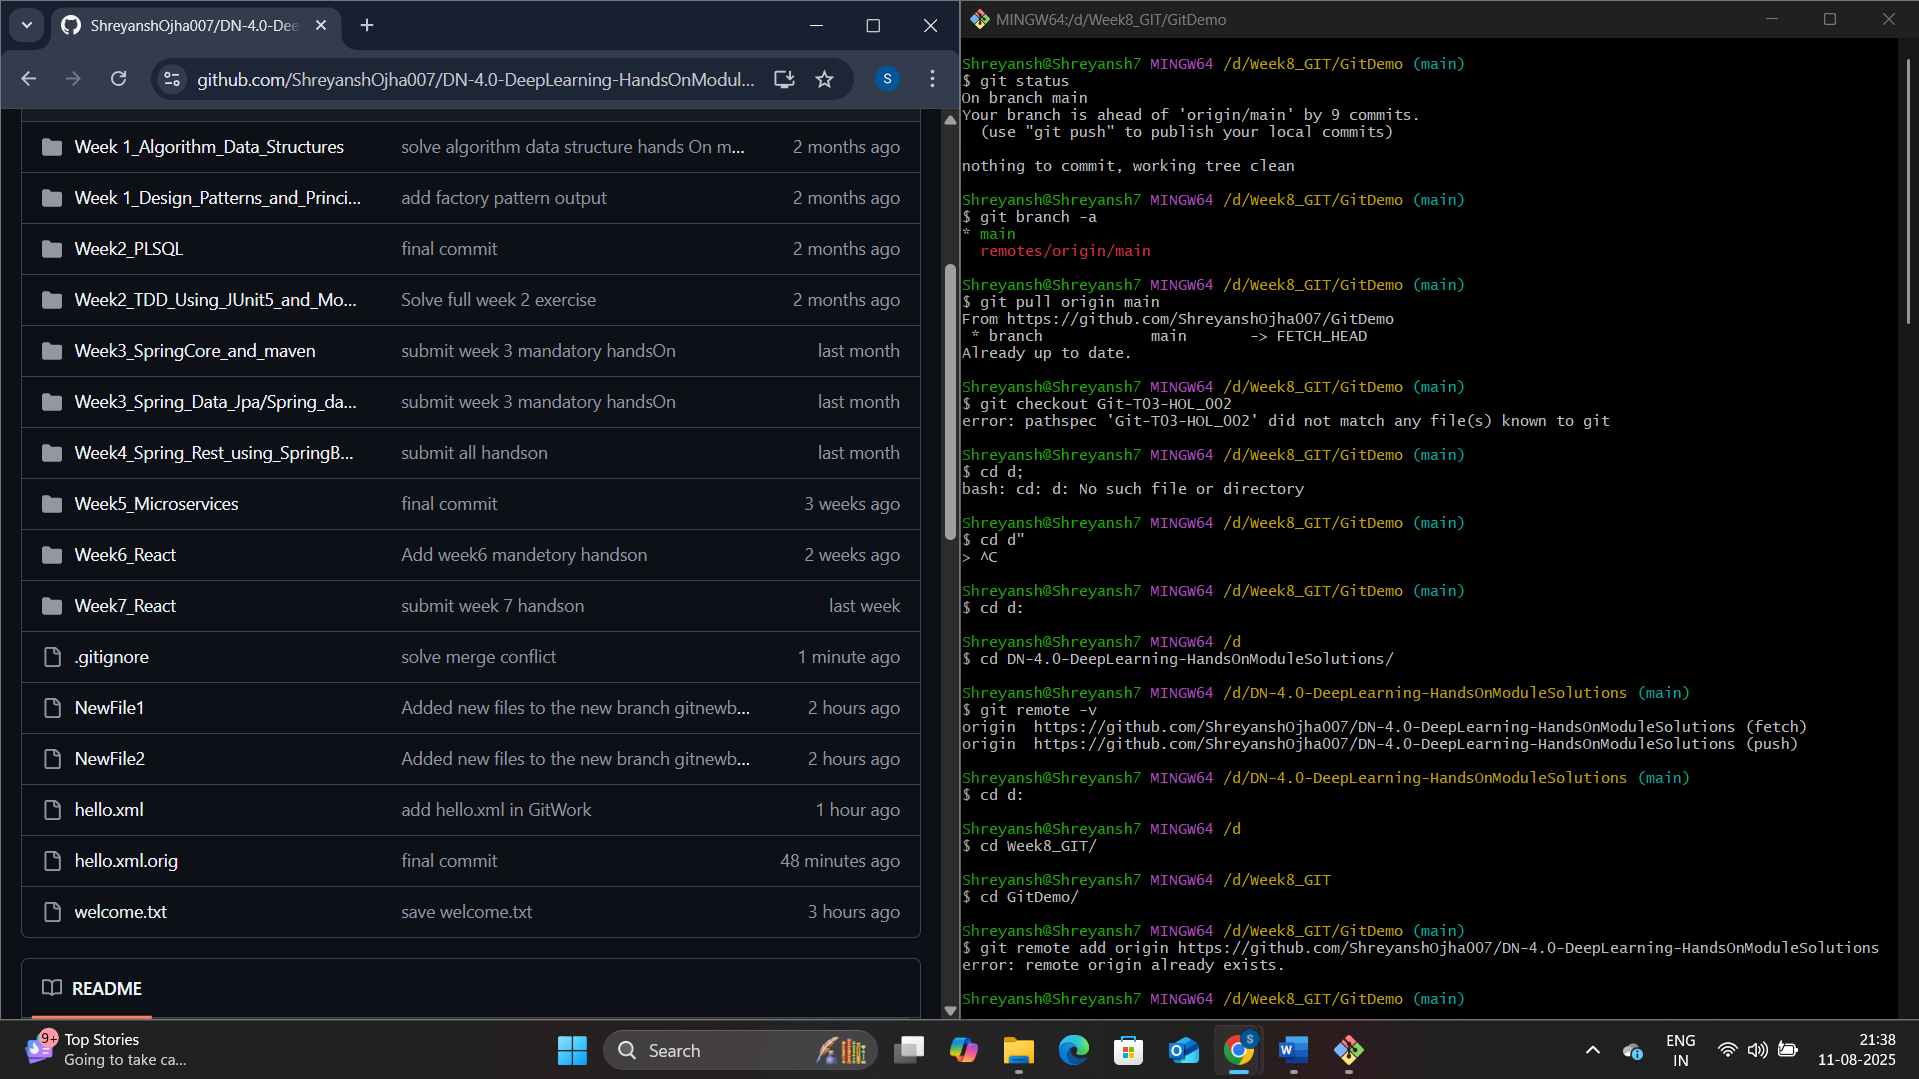 ShreyanshOjha007/DN-4.0-Dee
github.com/ShreyanshOjha007/DN-4.0-DeepLearning-HandsOnModul...
S
Week 1_Algorithm_Data_Structures solve algorithm data structure hands On m... 2 months ago
Week 1_Design_Patterns_and_Princi... add factory pattern output 2 months ago
Week2_PLSQL final commit 2 months ago
Week2_TDD_Using_JUnit5_and_Mo... Solve full week 2 exercise 2 months ago
Week3_SpringCore_and_maven submit week 3 mandatory handsOn last month
Week3_Spring_Data_Jpa/Spring_da... submit week 3 mandatory handsOn last month
Week4_Spring_Rest_using_SpringB... submit all handson last month
Week5_Microservices final commit 3 weeks ago
Week6_React Add week6 mandetory handson 2 weeks ago
Week7_React submit week 7 handson last week
.gitignore solve merge conflict 1 minute ago
NewFile1 Added new files to the new branch gitnewb... 2 hours ago
NewFile2 Added new files to the new branch gitnewb... 2 hours ago
hello.xml add hello.xml in GitWork 1 hour ago
hello.xml.orig final commit 48 minutes ago
welcome.txt save welcome.txt 3 hours ago
README
MINGW64:/d/Week8_GIT/GitDemo
Shreyansh@Shreyansh7 MINGW64 /d/Week8_GIT/GitDemo (main)
$ git status
On branch main
Your branch is ahead of 'origin/main' by 9 commits.
(use "git push" to publish your local commits)
nothing to commit, working tree clean
Shreyansh@Shreyansh7 MINGW64 /d/Week8_GIT/GitDemo (main)
$ git branch -a
* main
remotes/origin/main
Shreyansh@Shreyansh7 MINGW64 /d/Week8_GIT/GitDemo (main)
$ git pull origin main
From https://github.com/ShreyanshOjha007/GitDemo
* branch main -> FETCH_HEAD
Already up to date.
Shreyansh@Shreyansh7 MINGW64 /d/Week8_GIT/GitDemo (main)
$ git checkout Git-T03-HOL_002
error: pathspec 'Git-T03-HOL_002' did not match any file(s) known to git
Shreyansh@Shreyansh7 MINGW64 /d/Week8_GIT/GitDemo (main)
$ cd d;
bash: cd: d: No such file or directory
Shreyansh@Shreyansh7 MINGW64 /d/Week8_GIT/GitDemo (main)
$ cd d"
> ^C
Shreyansh@Shreyansh7 MINGW64 /d/Week8_GIT/GitDemo (main)
$ cd d:
Shreyansh@Shreyansh7 MINGW64 /d
$ cd DN-4.0-DeepLearning-HandsOnModuleSolutions/
Shreyansh@Shreyansh7 MINGW64 /d/DN-4.0-DeepLearning-HandsOnModuleSolutions (main)
$ git remote -v
origin https://github.com/ShreyanshOjha007/DN-4.0-DeepLearning-HandsOnModuleSolutions (fetch)
origin https://github.com/ShreyanshOjha007/DN-4.0-DeepLearning-HandsOnModuleSolutions (push)
Shreyansh@Shreyansh7 MINGW64 /d/DN-4.0-DeepLearning-HandsOnModuleSolutions (main)
$ cd d:
Shreyansh@Shreyansh7 MINGW64 /d
$ cd Week8_GIT/
Shreyansh@Shreyansh7 MINGW64 /d/Week8_GIT
$ cd GitDemo/
Shreyansh@Shreyansh7 MINGW64 /d/Week8_GIT/GitDemo (main)
$ git remote add origin https://github.com/ShreyanshOjha007/DN-4.0-DeepLearning-HandsOnModuleSolutions
error: remote origin already exists.
Shreyansh@Shreyansh7 MINGW64 /d/Week8_GIT/GitDemo (main)
9+
Top Stories
Going to take ca...
Search
S
ENG
IN
21:38
11-08-2025